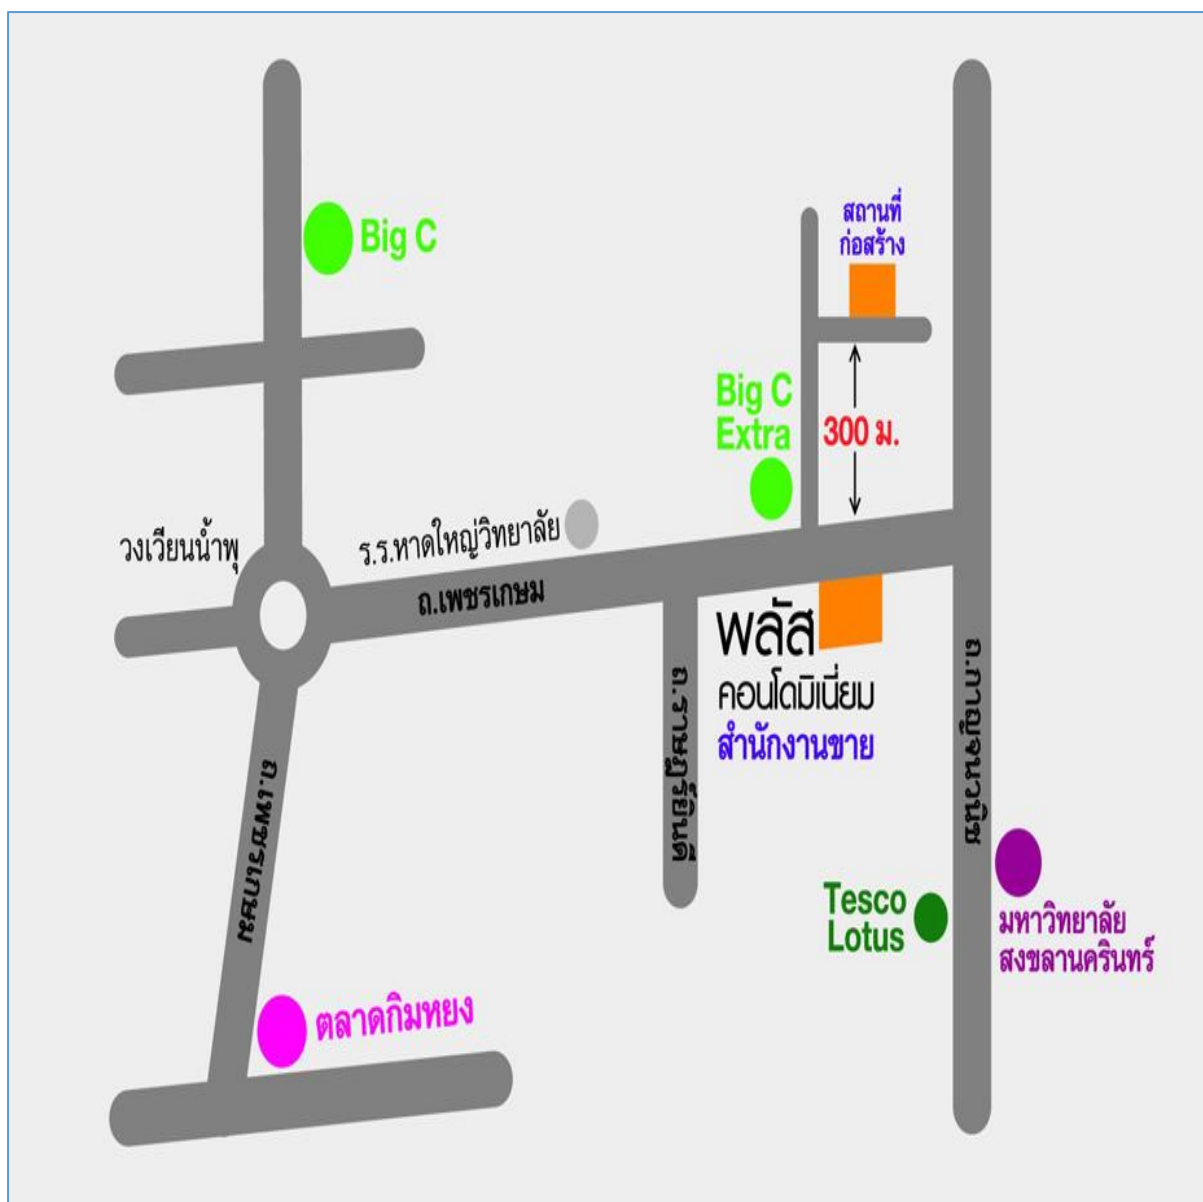 สถานที่
ก่อสร้าง
Big C
Big C
Extra
300 ม.
วงเวียนน้ำพุ
ร.ร.หาดใหญ่วิทยาลัย
ถ.เพชรเกษม
พลัส
คอนโดมิเนี่ยม
สำนักงานขาย
ถ.ราษฎร์ยินดี
ถ.กาญจนวนิช
ถ.เพชรเกษม
Tesco
Lotus
มหาวิทยาลัย
สงขลานครินทร์
ตลาดกิมหยง